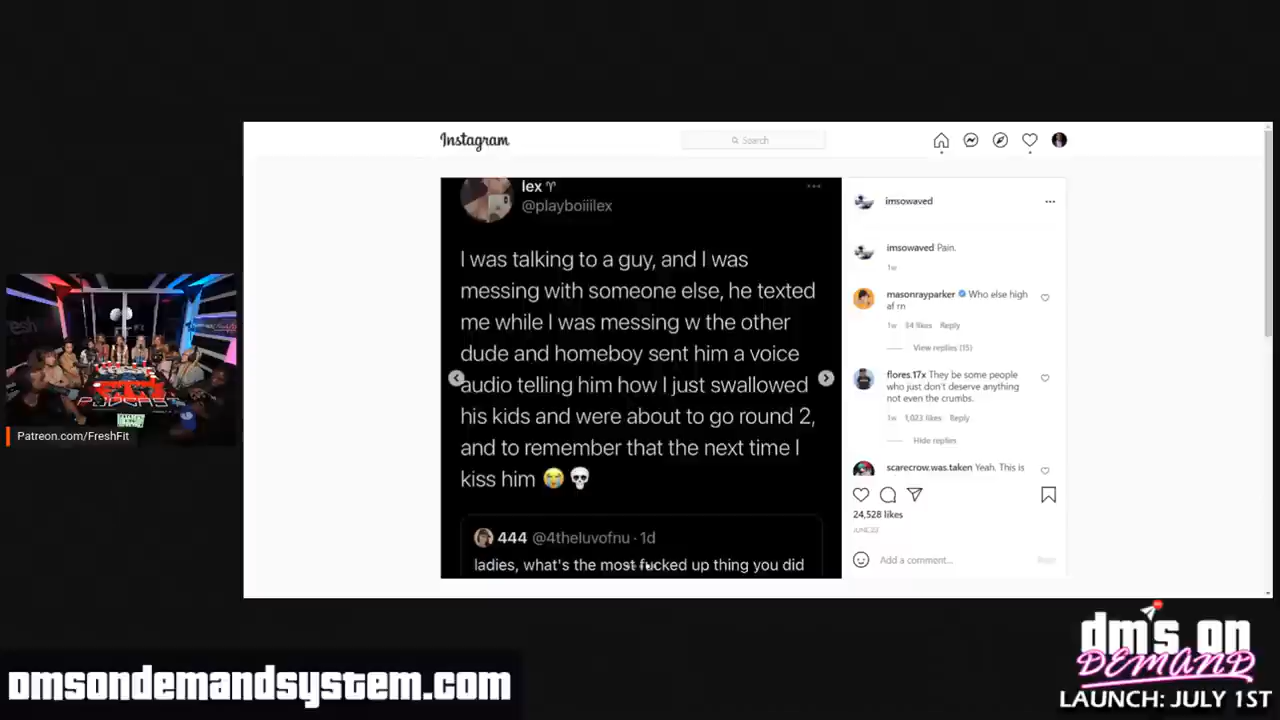 Instagram
Search
lex ♈
@playboiiilex
I was talking to a guy, and I was
messing with someone else, he texted
me while I was messing w the other
dude and homeboy sent him a voice
audio telling him how I just swallowed
his kids and were about to go round 2,
and to remember that the next time I
kiss him 😭💀
444 @4theluvofnu · 1d
ladies, what's the most fucked up thing you did
imsowaved
imsowaved Pain.
1w
masonrayparker Who else high
af rn
1w 94 likes Reply
View replies (15)
flores.17x They be some people
who just don't deserve anything
not even the crumbs.
1w 1,023 likes Reply
Hide replies
scarecrow.was.taken Yeah. This is
24,528 likes
Add a comment...
Post
PODCAST
Patreon.com/FreshFit
DMSONDEMANDSYSTEM.COM
DM'S ON
DEMAND
LAUNCH: JULY 1ST